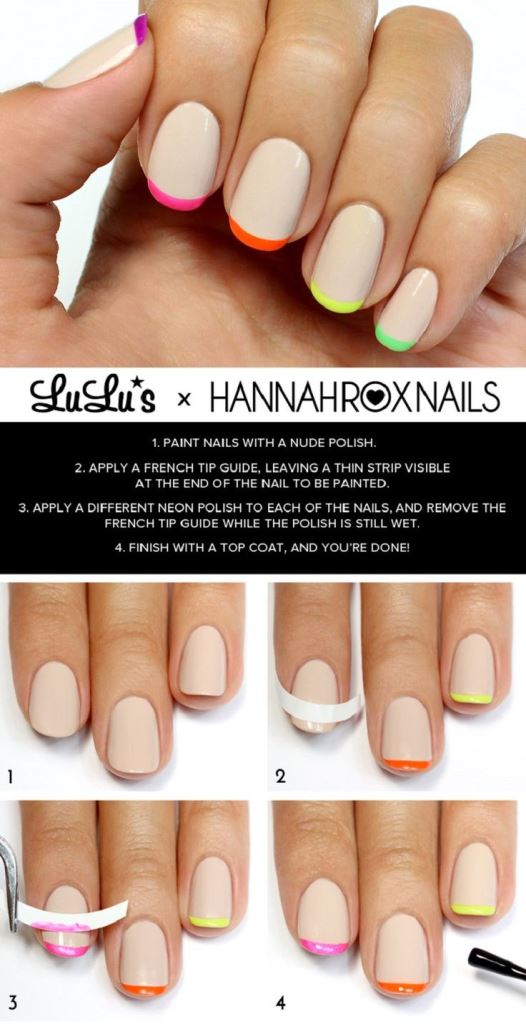 LuLu's x HANNAHROXNAILS
1. PAINT NAILS WITH A NUDE POLISH.
2. APPLY A FRENCH TIP GUIDE, LEAVING A THIN STRIP VISIBLE
AT THE END OF THE NAIL TO BE PAINTED.
3. APPLY A DIFFERENT NEON POLISH TO EACH OF THE NAILS, AND REMOVE THE
FRENCH TIP GUIDE WHILE THE POLISH IS STILL WET.
4. FINISH WITH A TOP COAT, AND YOU'RE DONE!
1
2
3
4